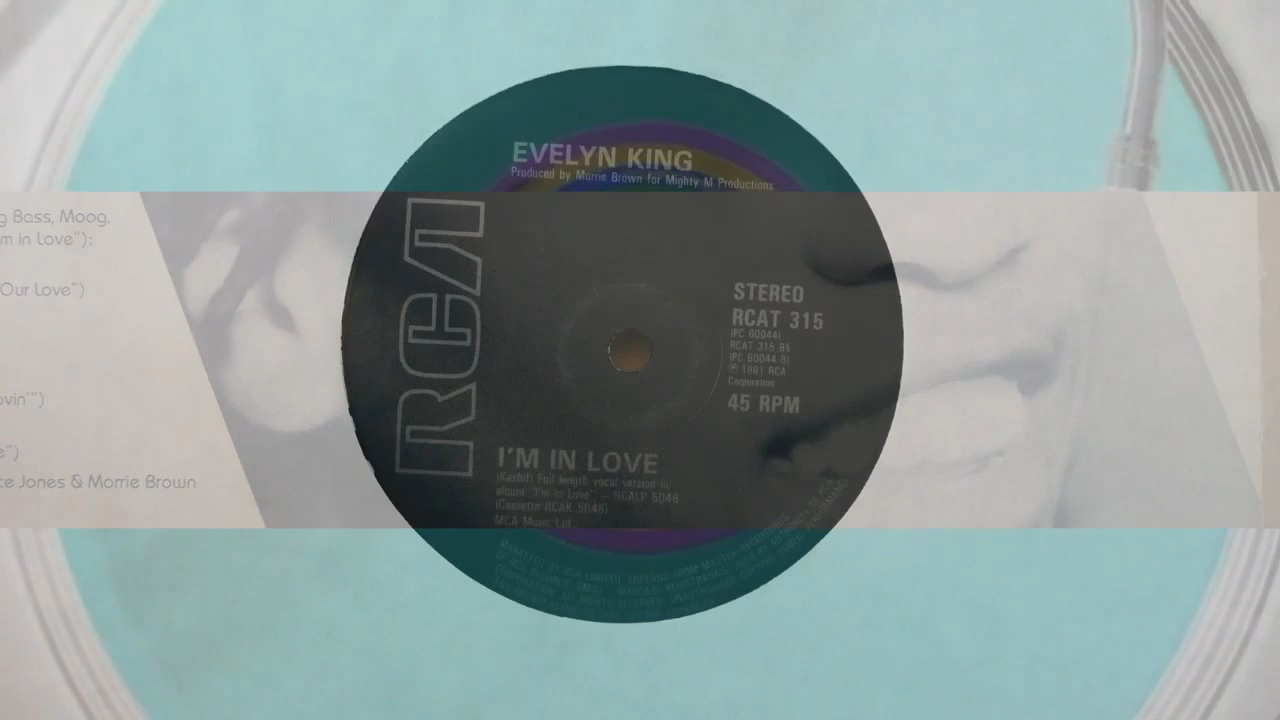 EVELYN KING
Produced by Morrie Brown for Mighty M Productions
RCA
g Bass, Moog,
m in Love");
Our Love")
ovin'")
e")
ce Jones & Morrie Brown
STEREO
RCAT 315
(PC 60044)
RCAT 315 BS
(PC 60044 B)
℗ 1981 RCA
Corporation
45 RPM
I'M IN LOVE
(Kashif) Full length vocal version in
album "I'm in Love" — RCALP 5048
(Cassette RCAK 5048)
MCA Music Ltd.